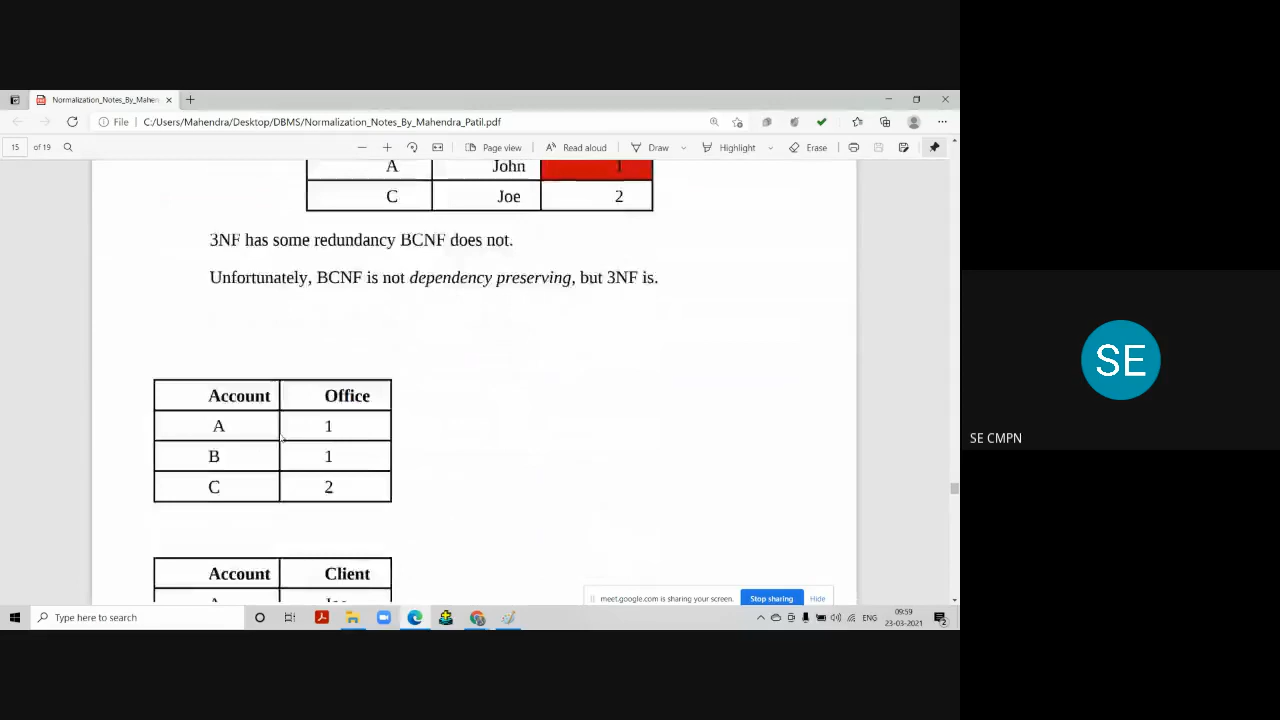 Normalization_Notes_By_Mahen
File C:/Users/Mahendra/Desktop/DBMS/Normalization_Notes_By_Mahendra_Patil.pdf
15 of 19 Page view Read aloud Draw Highlight Erase
A John 1
C Joe 2
3NF has some redundancy BCNF does not.
Unfortunately, BCNF is not dependency preserving, but 3NF is.
Account Office
A 1
B 1
C 2
Account Client
meet.google.com is sharing your screen. Stop sharing Hide
Type here to search
ENG
09:59
23-03-2021
2
SE
SE CMPN